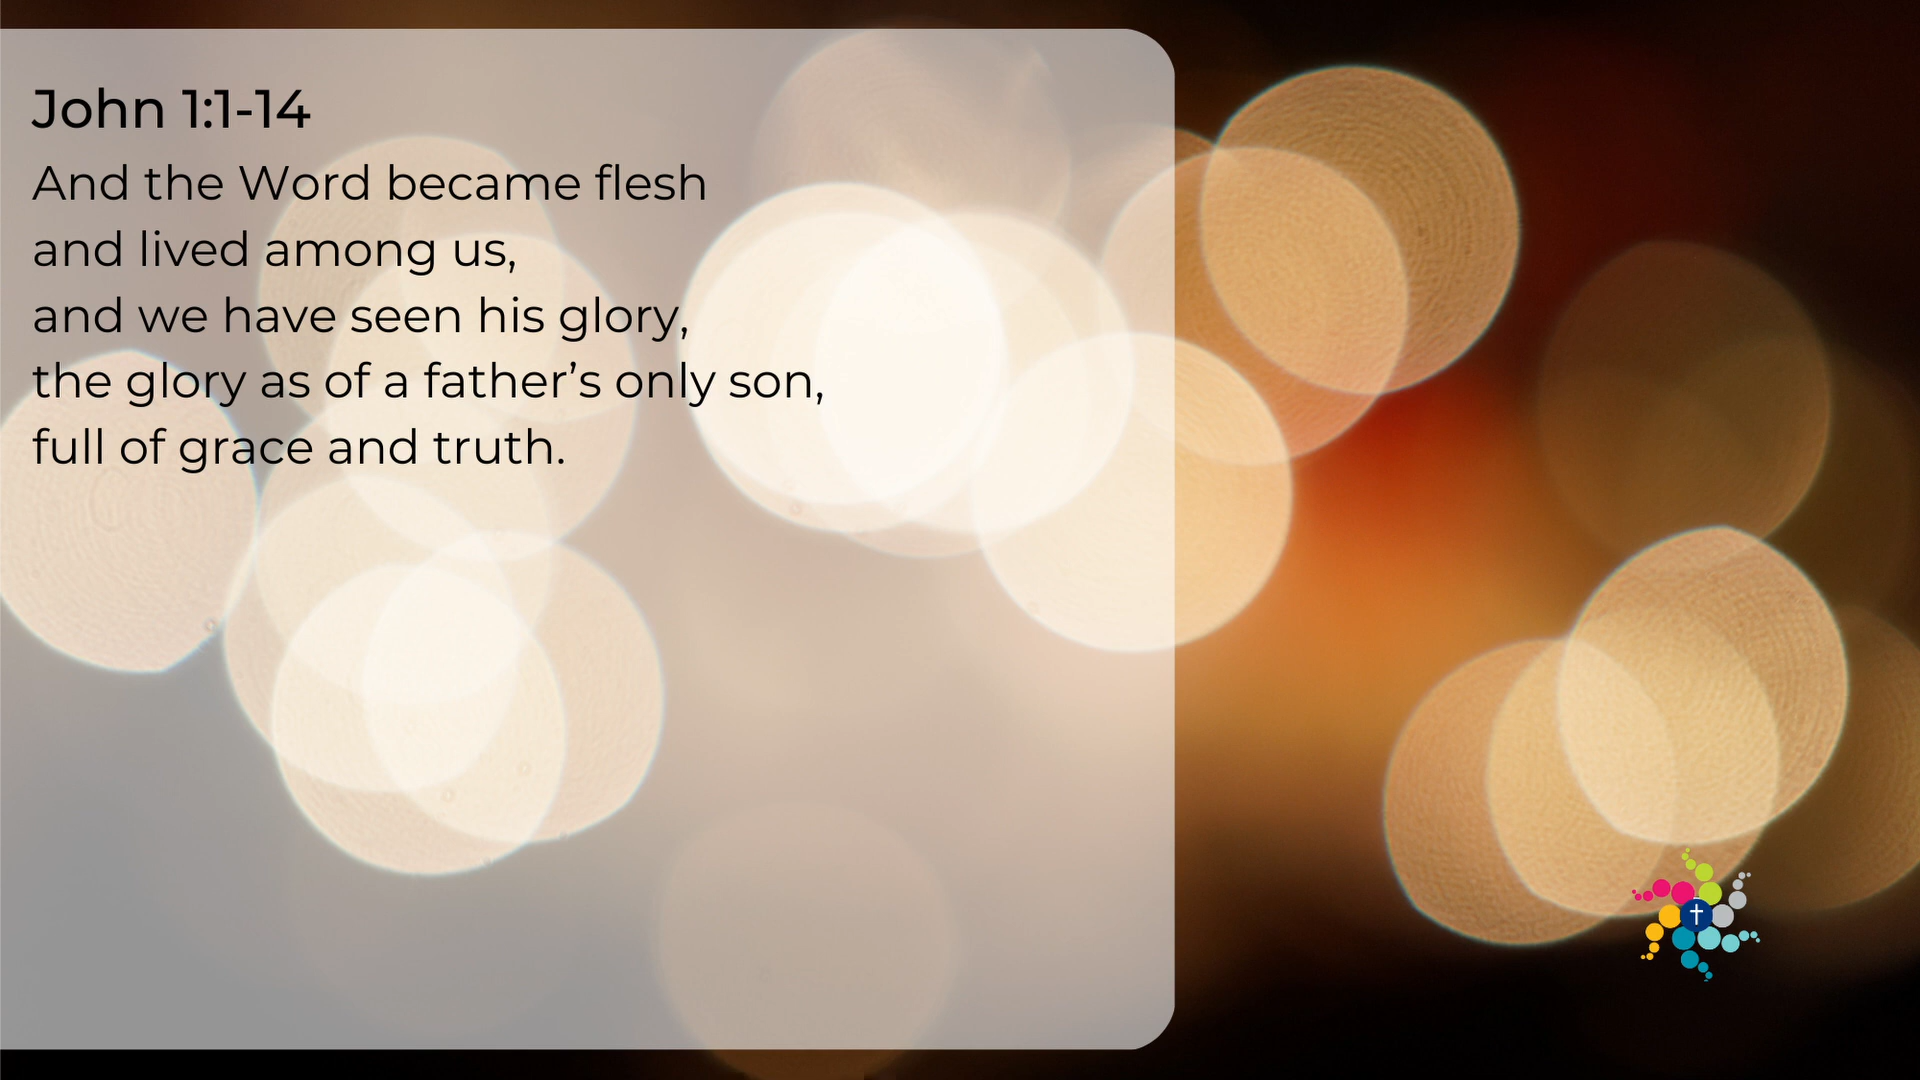 John 1:1-14
And the Word became flesh
and lived among us,
and we have seen his glory,
the glory as of a father’s only son,
full of grace and truth.